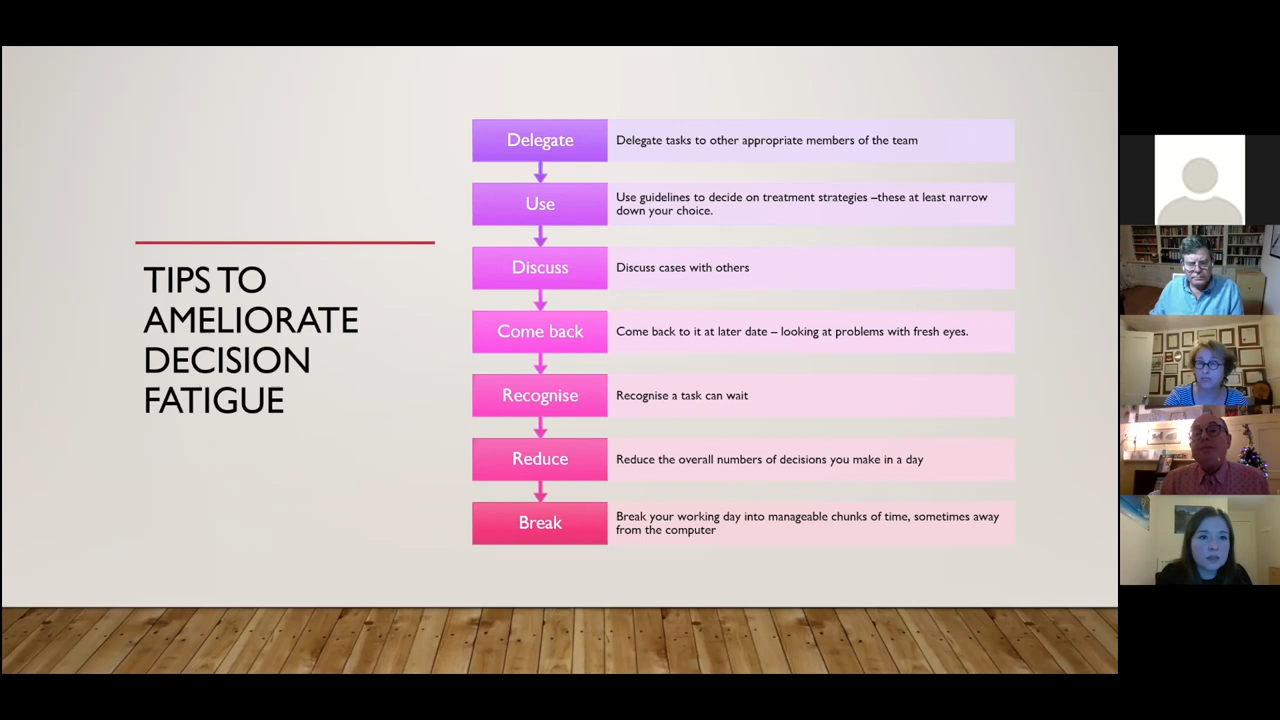 TIPS TO
AMELIORATE
DECISION
FATIGUE
Delegate
Delegate tasks to other appropriate members of the team
Use
Use guidelines to decide on treatment strategies –these at least narrow
down your choice.
Discuss
Discuss cases with others
Come back
Come back to it at later date – looking at problems with fresh eyes.
Recognise
Recognise a task can wait
Reduce
Reduce the overall numbers of decisions you make in a day
Break
Break your working day into manageable chunks of time, sometimes away
from the computer